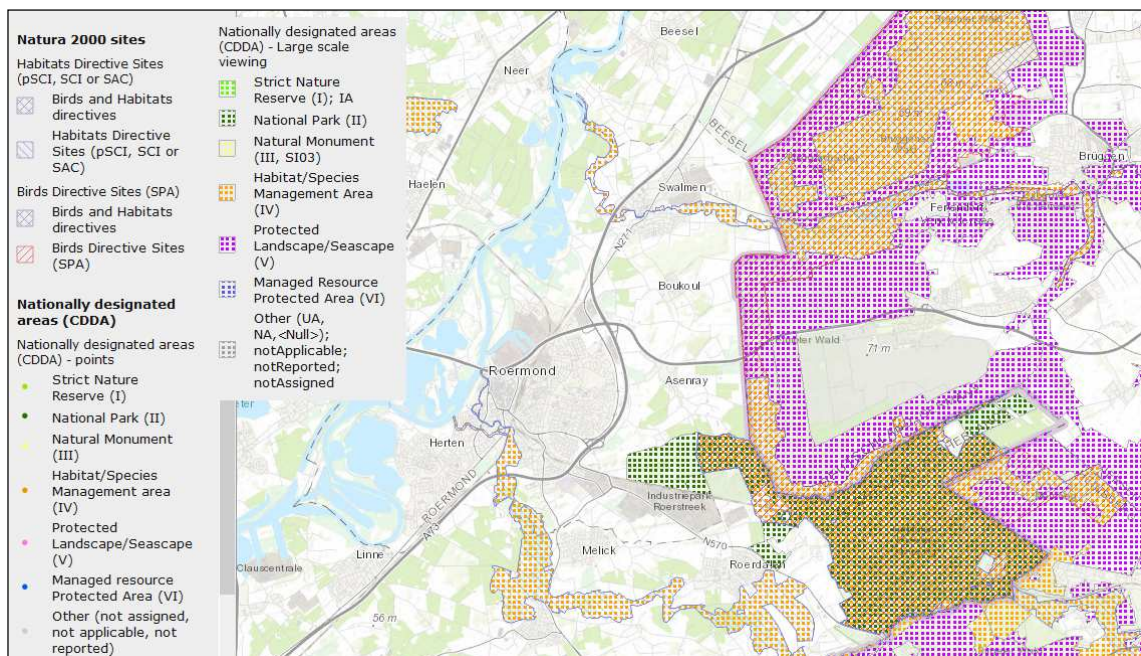 Natura 2000 sites
Habitats Directive Sites
(pSCI, SCI or SAC)
Birds and Habitats
directives
Habitats Directive
Sites (pSCI, SCI or
SAC)
Birds Directive Sites (SPA)
Birds and Habitats
directives
Birds Directive Sites
(SPA)
Nationally designated
areas (CDDA)
Nationally designated areas
(CDDA) - points
Strict Nature
Reserve (I)
National Park (II)
Natural Monument
(III)
Habitat/Species
Management area
(IV)
Protected
Landscape/Seascape
(V)
Managed resource
Protected Area (VI)
Other (not assigned,
not applicable, not
reported)
Nationally designated areas
(CDDA) - Large scale
viewing
Strict Nature
Reserve (I); IA
National Park (II)
Natural Monument
(III, SI03)
Habitat/Species
Management Area
(IV)
Protected
Landscape/Seascape
(V)
Managed Resource
Protected Area (VI)
Other (UA,
NA,<Null>);
notApplicable;
notReported;
notAssigned
Beesel
Neer
BEESEL
Brüggen
Haelen
Swalmen
N271
Boukoul
71 m
Roermond
Asenray
Herten
ROERMOND
A73
Industriepark
Roerstreek
N570
Linne
Melick
Clauscentrale
56 m